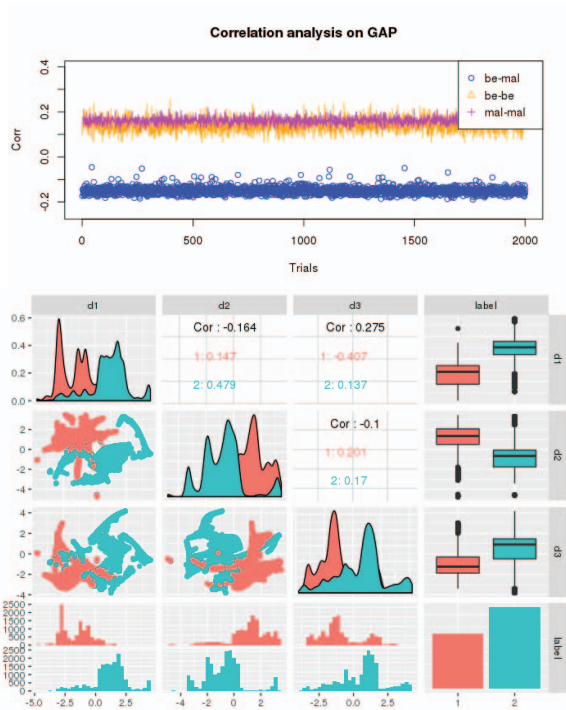 Correlation analysis on GAP
0.4
0.2
0.0
-0.2
Corr
be-mal
be-be
mal-mal
0
500
1000
1500
2000
Trials
d1
d2
d3
label
0.6
0.4
0.2
0.0
Cor : -0.164
1: 0.147
2: 0.479
Cor : 0.275
1: -0.407
2: 0.137
d1
2
0
-2
-4
Cor : -0.1
1: 0.201
2: 0.17
d2
4
2
0
-2
-4
d3
2500
2000
1500
1000
500
0
2500
2000
1500
1000
500
0
label
-5.0 -2.5 0.0 2.5
-4 -2 0 2
-2.5 0.0 2.5
1 2